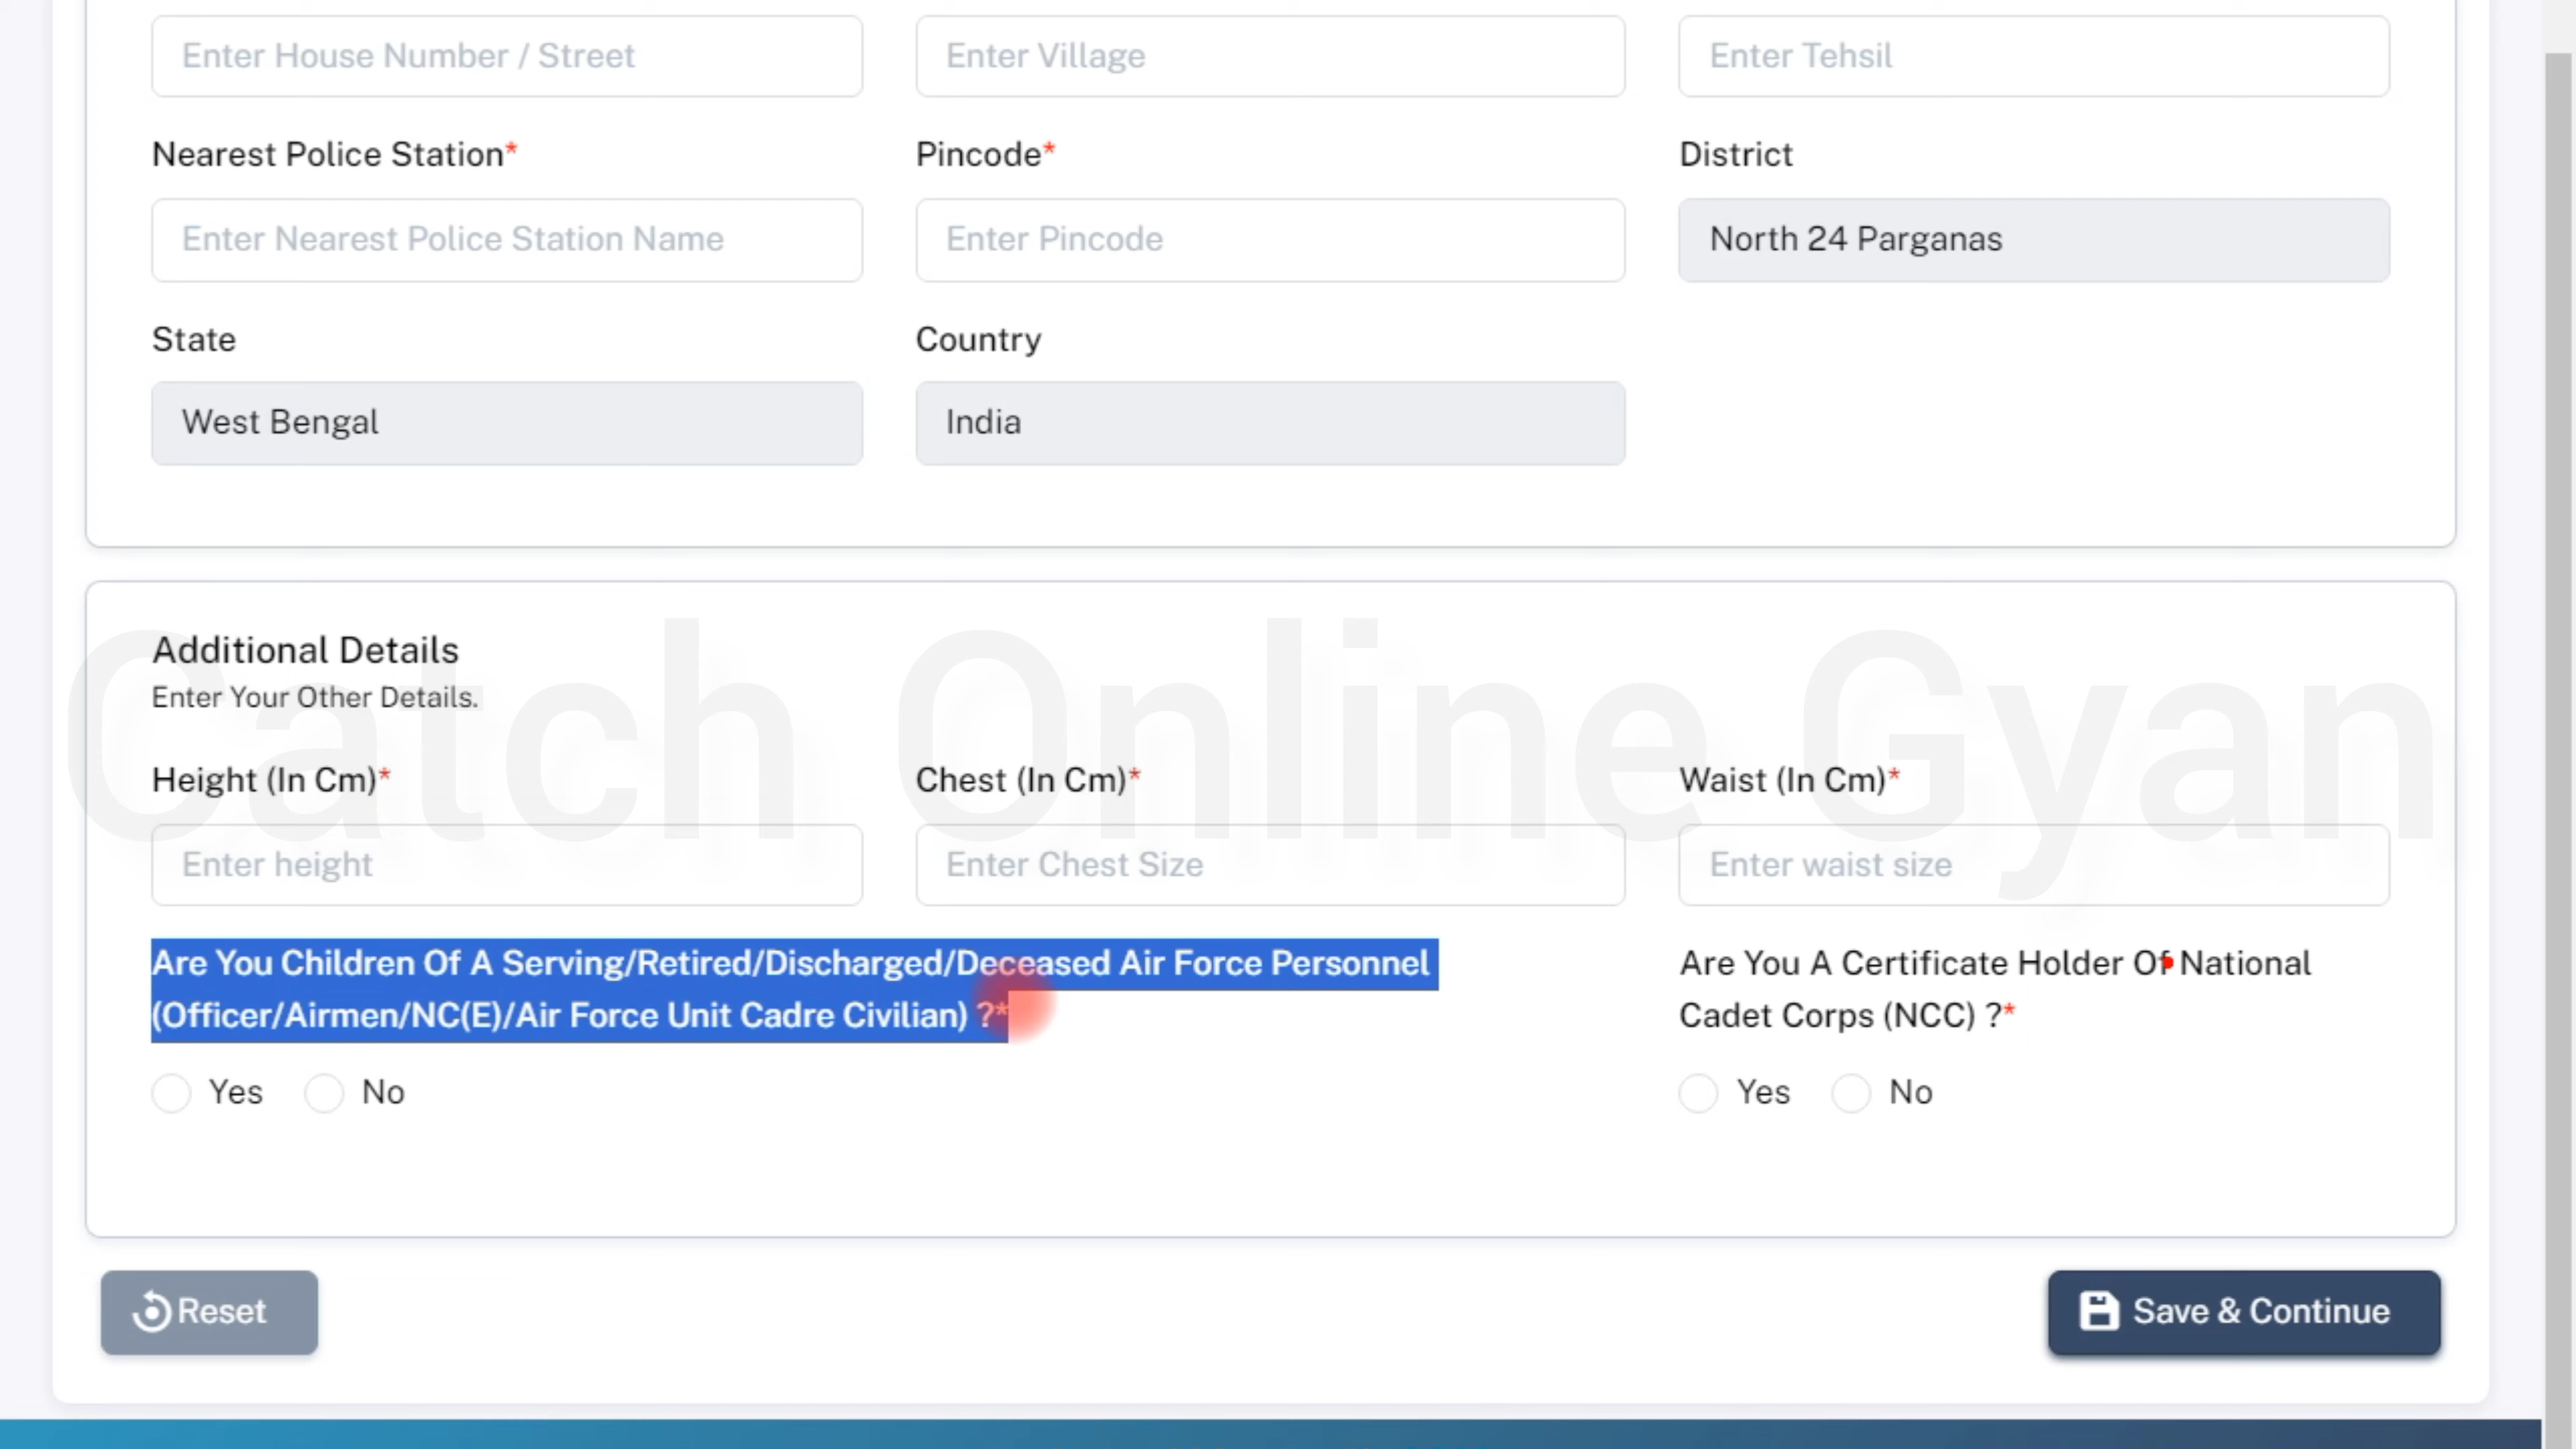 Enter House Number / Street Enter Village Enter Tehsil
Nearest Police Station* Pincode* District
Enter Nearest Police Station Name Enter Pincode North 24 Parganas
State Country
West Bengal India
Additional Details
Enter Your Other Details.
Catch Online Gyan
Height (In Cm)* Chest (In Cm)* Waist (In Cm)*
Enter height Enter Chest Size Enter waist size
Are You Children Of A Serving/Retired/Discharged/Deceased Air Force Personnel
(Officer/Airmen/NC(E)/Air Force Unit Cadre Civilian) ?*
Yes No
Are You A Certificate Holder Of National
Cadet Corps (NCC) ?*
Yes No
Reset Save & Continue